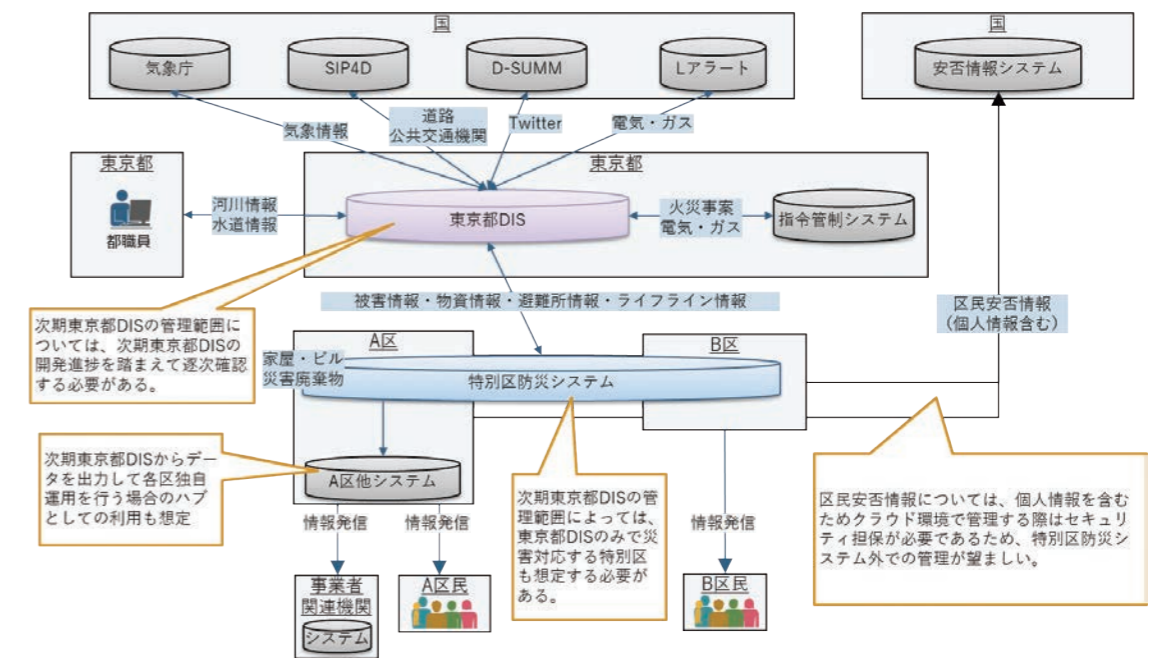 国
気象庁
SIP4D
D-SUMM
Lアラート
国
安否情報システム
気象情報
道路
公共交通機関
Twitter
電気・ガス
東京都
都職員
河川情報
水道情報
東京都
東京都DIS
火災事案
電気・ガス
指令管制システム
被害情報・物資情報・避難所情報・ライフライン情報
区民安否情報
(個人情報含む)
次期東京都DISの管理範囲に
ついては、次期東京都DISの
開発進捗を踏まえて逐次確認
する必要がある。
A区
家屋・ビル
災害廃棄物
B区
特別区防災システム
次期東京都DISからデー
タを出力して各区独自
運用を行う場合のハブ
としての利用も想定
A区他システム
次期東京都DISの管
理範囲によっては、
東京都DISのみで災
害対応する特別区
も想定する必要が
ある。
区民安否情報については、個人情報を含む
ためクラウド環境で管理する際はセキュリ
ティ担保が必要であるため、特別区防災シ
ステム外での管理が望ましい。
情報発信
情報発信
情報発信
事業者
関連機関
システム
A区民
B区民